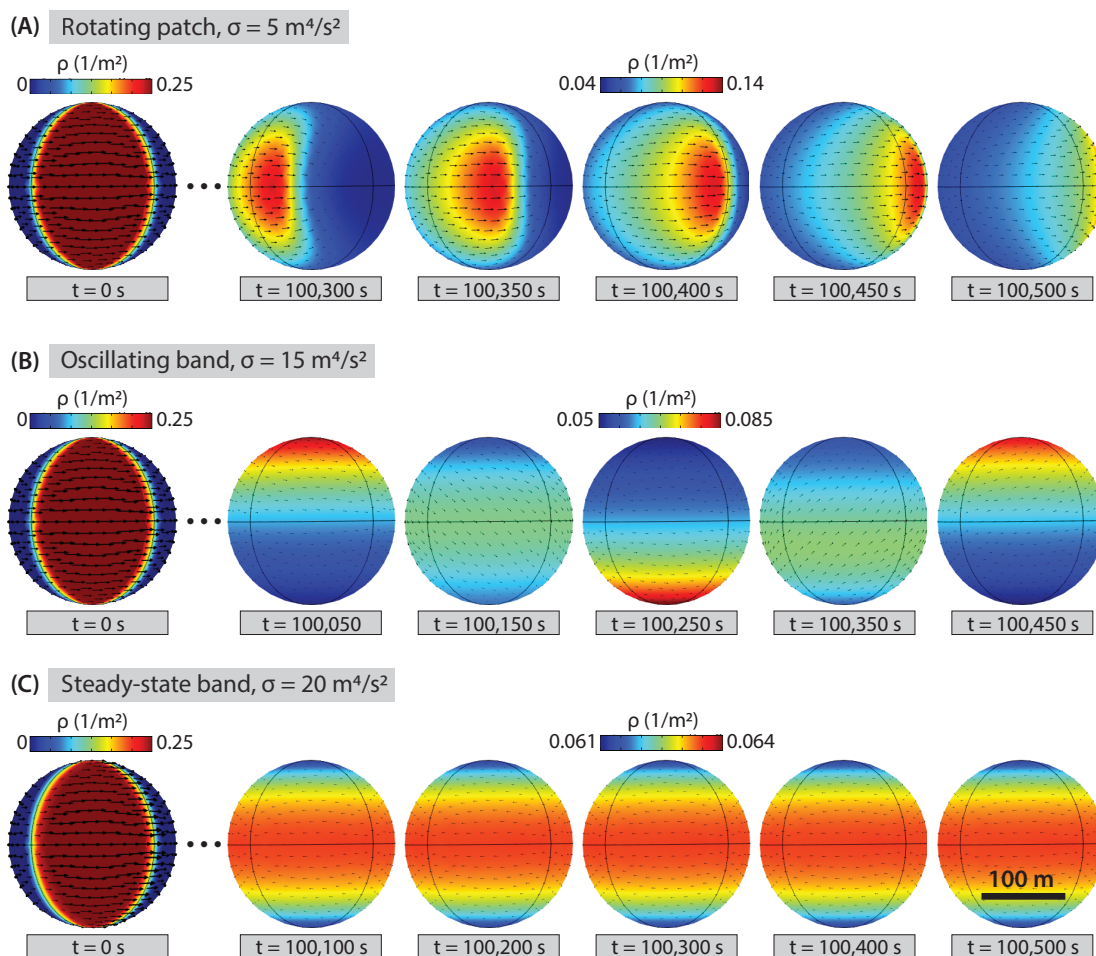 (A) Rotating patch, σ = 5 m⁴/s²
ρ (1/m²) ρ (1/m²)
0 0.25 0.04 0.14
t = 0 s t = 100,300 s t = 100,350 s t = 100,400 s t = 100,450 s t = 100,500 s
(B) Oscillating band, σ = 15 m⁴/s²
ρ (1/m²) ρ (1/m²)
0 0.25 0.05 0.085
t = 0 s t = 100,050 t = 100,150 s t = 100,250 s t = 100,350 s t = 100,450 s
(C) Steady-state band, σ = 20 m⁴/s²
ρ (1/m²) ρ (1/m²)
0 0.25 0.061 0.064
100 m
t = 0 s t = 100,100 s t = 100,200 s t = 100,300 s t = 100,400 s t = 100,500 s